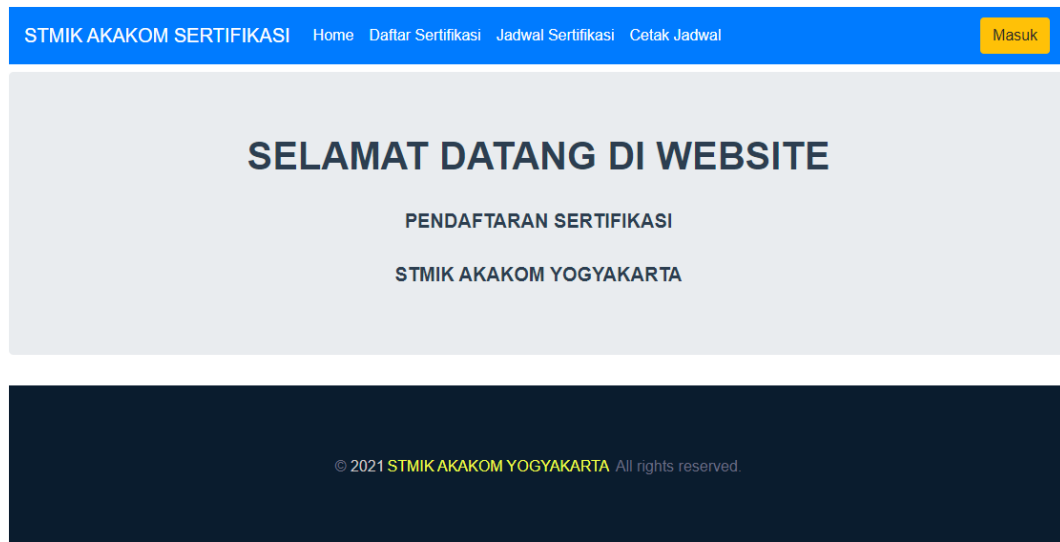 STMIK AKAKOM SERTIFIKASI Home Daftar Sertifikasi Jadwal Sertifikasi Cetak Jadwal Masuk
SELAMAT DATANG DI WEBSITE
PENDAFTARAN SERTIFIKASI
STMIK AKAKOM YOGYAKARTA
© 2021 STMIK AKAKOM YOGYAKARTA All rights reserved.